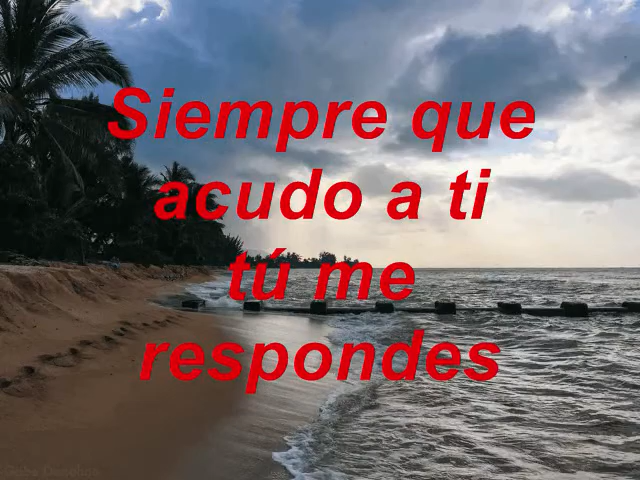 Siempre que
acudo a ti
tú me
respondes